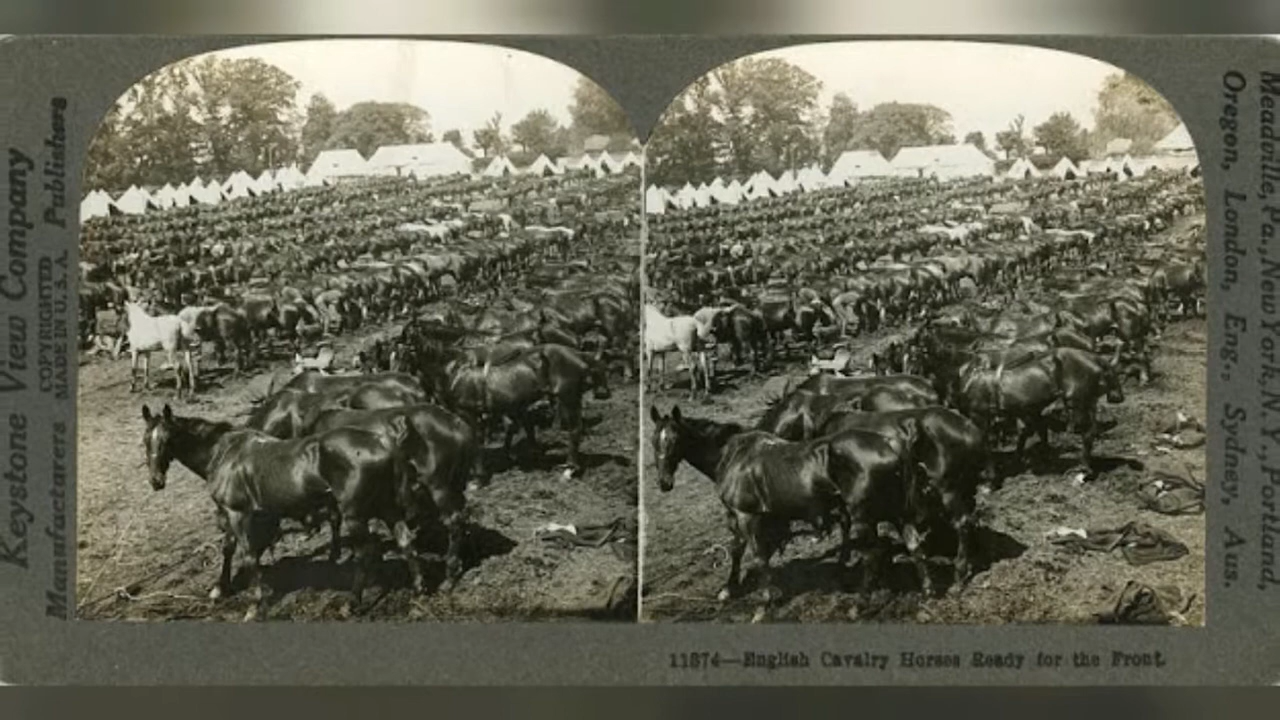 Keystone View Company
COPYRIGHTED
MADE IN U. S. A.
Manufacturers Publishers
Meadville, Pa., New York, N. Y., Portland,
Oregon, London, Eng., Sydney, Aus.
11874—English Cavalry Horses Ready for the Front.